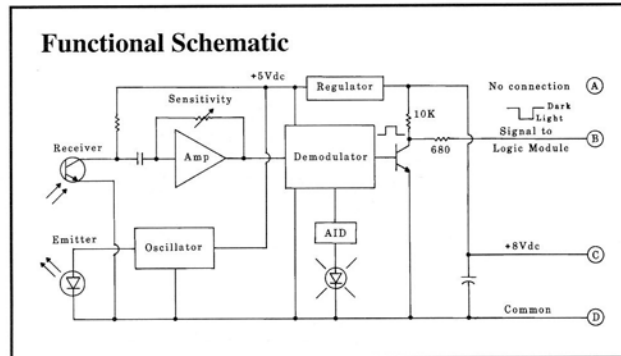 Functional Schematic
+5Vdc
Regulator
No connection
A
Sensitivity
10K
Dark
Light
Signal to
Logic Module
B
680
Receiver
Amp
Demodulator
Emitter
Oscillator
AID
+8Vdc
C
Common
D